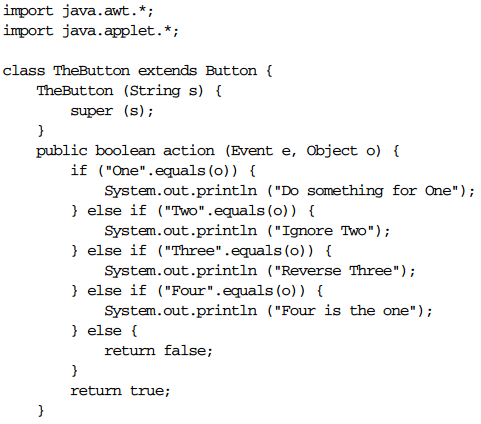 import java.awt.*;
import java.applet.*;

class TheButton extends Button {
    TheButton (String s) {
        super (s);
    }
    public boolean action (Event e, Object o) {
        if ("One".equals(o)) {
            System.out.println ("Do something for One");
        } else if ("Two".equals(o)) {
            System.out.println ("Ignore Two");
        } else if ("Three".equals(o)) {
            System.out.println ("Reverse Three");
        } else if ("Four".equals(o)) {
            System.out.println ("Four is the one");
        } else {
            return false;
        }
        return true;
    }